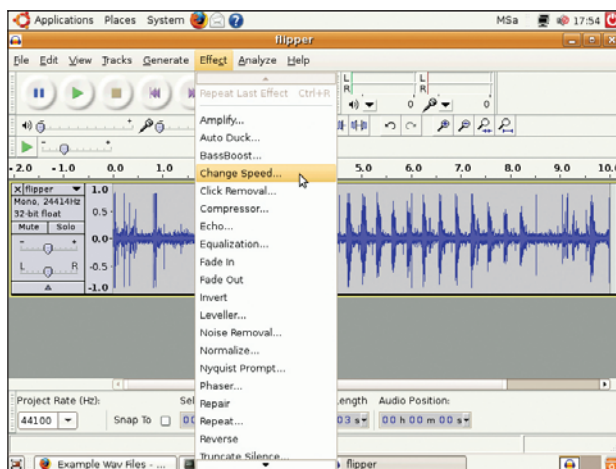 Applications Places System MSa 17:54
flipper
File Edit View Tracks Generate Effect Analyze Help
Repeat Last Effect Ctrl+R
L
R
L
R
0
0
Amplify...
Auto Duck...
BassBoost...
-2.0 -1.0 0.0 1.0 5.0 6.0 7.0 8.0 9.0 10.
Change Speed...
X flipper 1.0
Click Removal...
Mono, 24414Hz
32-bit float 0.5
Compressor...
Mute Solo
Echo...
- + 0.0
Equalization...
Fade In
L R -0.5
Fade Out
-1.0
Invert
Leveller...
Noise Removal...
Normalize...
Nyquist Prompt...
Phaser...
Project Rate (Hz): Sel ength Audio Position:
Repair
44100 Snap To 00 03 s 00 h 00 m 00 s
Repeat...
Reverse
Truncate Silence...
Example Wav Files - ... flipper